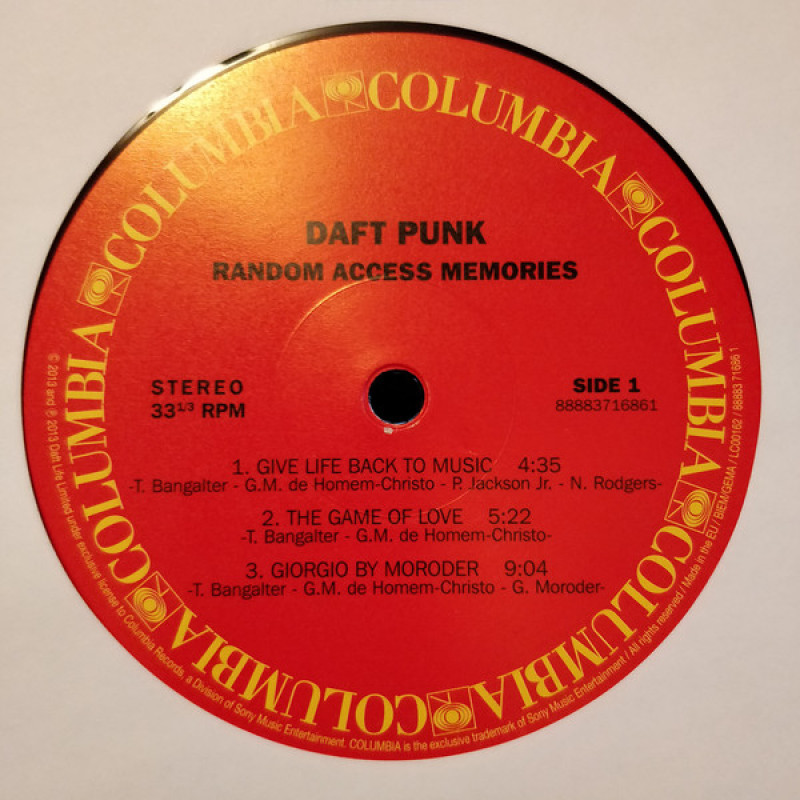 COLUMBIA COLUMBIA COLUMBIA COLUMBIA COLUMBIA COLUMBIA COLUMBIA
DAFT PUNK
RANDOM ACCESS MEMORIES
STEREO
33 1/3 RPM
SIDE 1
88883716861
1. GIVE LIFE BACK TO MUSIC 4:35
-T. Bangalter - G.M. de Homem-Christo - P. Jackson Jr. - N. Rodgers-
2. THE GAME OF LOVE 5:22
-T. Bangalter - G.M. de Homem-Christo-
3. GIORGIO BY MORODER 9:04
-T. Bangalter - G.M. de Homem-Christo - G. Moroder-
© 2013 and ℗ 2013 Daft Life Limited under exclusive license to Columbia Records, a Division of Sony Music Entertainment. COLUMBIA is the exclusive trademark of Sony Music Entertainment / All rights reserved / Made in the EU / BIEM/GEMA / LC00162 / 88883 71686 1